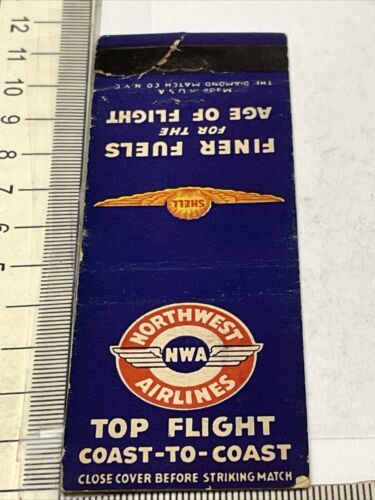 NORTHWEST
NWA
AIRLINES
TOP FLIGHT
COAST-TO-COAST
CLOSE COVER BEFORE STRIKING MATCH
SHELL
FINER FUELS
FOR THE
AGE OF FLIGHT
THE DIAMOND MATCH CO. N.Y.C.
MADE IN U.S.A.
12
11
10
9
8
7
6
5